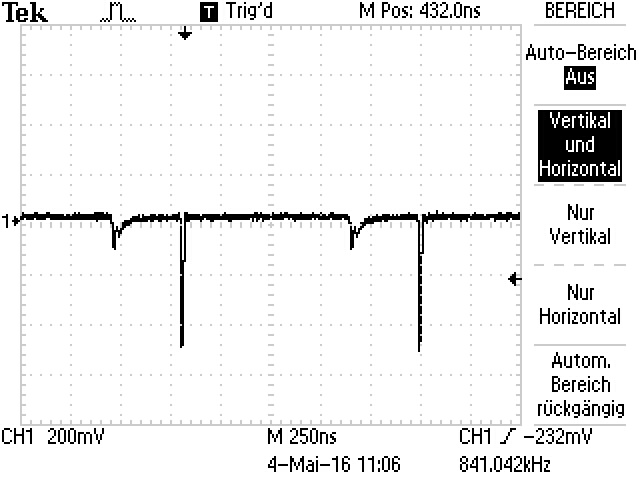 Tek T Trig'd M Pos: 432.0ns BEREICH
Auto-Bereich
Aus
Vertikal
und
Horizontal
Nur
Vertikal
1
Nur
Horizontal
Autom.
Bereich
rückgängig
CH1 200mV M 250ns CH1 -232mV
4-Mai-16 11:06 841.042kHz